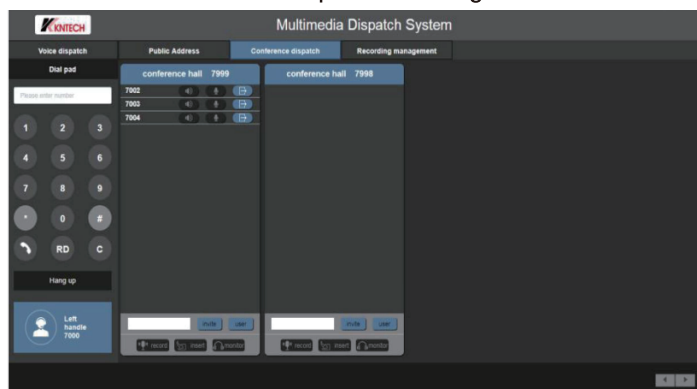 KNTECH
Multimedia Dispatch System
Voice dispatch
Public Address
Conference dispatch
Recording management
Dial pad
Please enter number
1 2 3
4 5 6
7 8 9
* 0 #
RD C
Hang up
Left
handle
7000
conference hall 7999
7002
7003
7004
invite user
record insert monitor
conference hall 7998
invite user
record insert monitor